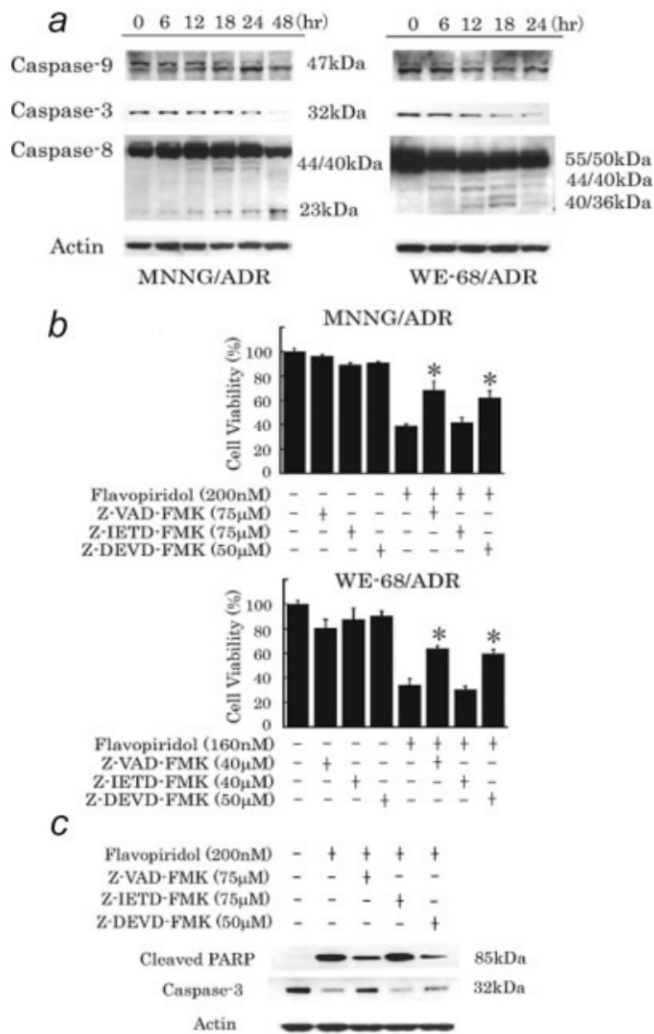 a
0 6 12 18 24 48(hr)
0 6 12 18 24 (hr)
Caspase-9
47kDa
Caspase-3
32kDa
Caspase-8
44/40kDa
23kDa
55/50kDa
44/40kDa
40/36kDa
Actin
MNNG/ADR
WE-68/ADR
b
MNNG/ADR
Cell Viability (%)
100
80
60
40
20
0
* *
Flavopiridol (200nM) − − − − + + + +
Z-VAD-FMK (75μM) − + − − − + − −
Z-IETD-FMK (75μM) − − + − − − + −
Z-DEVD-FMK (50μM) − − − + − − − +
WE-68/ADR
Cell Viability (%)
100
80
60
40
20
0
* *
Flavopiridol (160nM) − − − − + + + +
Z-VAD-FMK (40μM) − + − − − + − −
Z-IETD-FMK (40μM) − − + − − − + −
Z-DEVD-FMK (50μM) − − − + − − − +
c
Flavopiridol (200nM) − + + + +
Z-VAD-FMK (75μM) − − + − −
Z-IETD-FMK (75μM) − − − + −
Z-DEVD-FMK (50μM) − − − − +
Cleaved PARP 85kDa
Caspase-3 32kDa
Actin